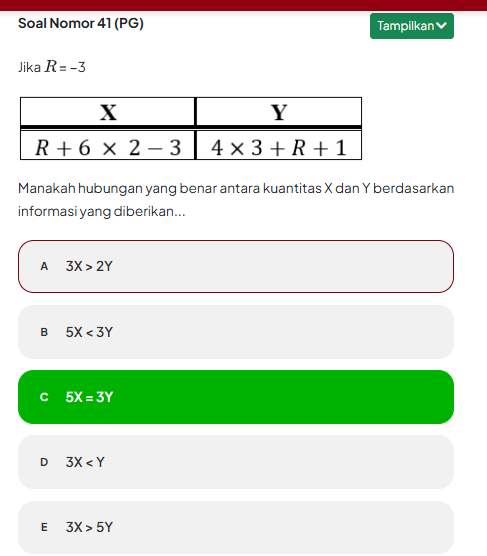 Soal Nomor 41 (PG)
Tampilkan
Jika R = -3
X Y
R + 6 × 2 − 3 4 × 3 + R + 1
Manakah hubungan yang benar antara kuantitas X dan Y berdasarkan
informasi yang diberikan...
A 3X > 2Y
B 5X < 3Y
C 5X = 3Y
D 3X < Y
E 3X > 5Y